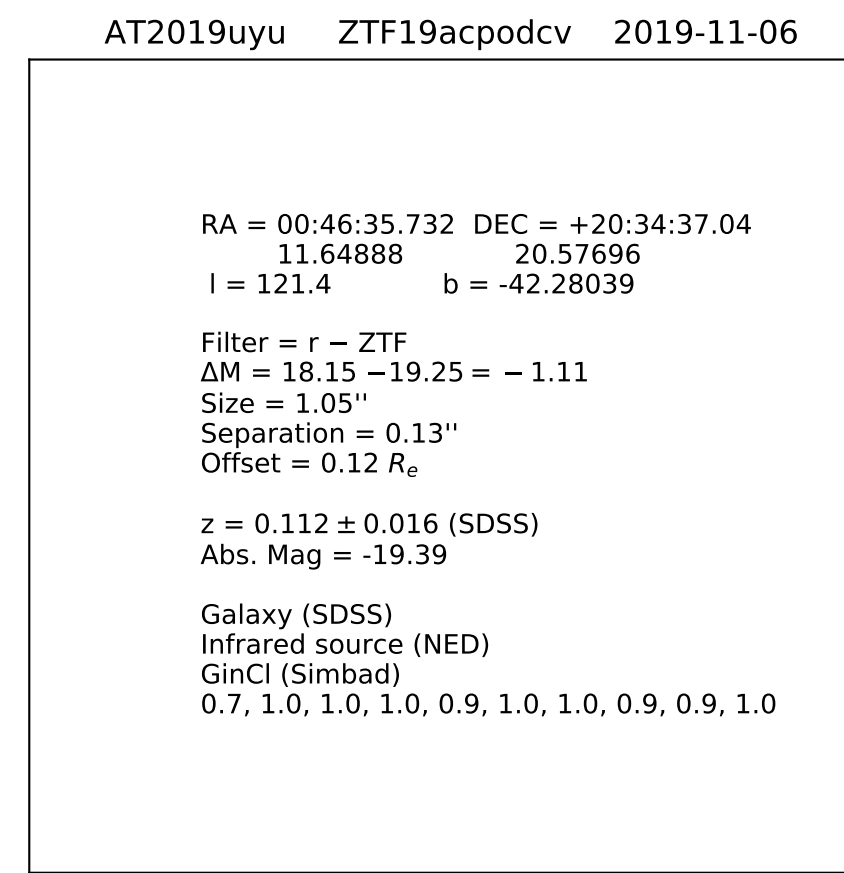 AT2019uyu ZTF19acpodcv 2019-11-06
RA = 00:46:35.732 DEC = +20:34:37.04
11.64888 20.57696
l = 121.4 b = -42.28039
Filter = r − ZTF
ΔM = 18.15 −19.25 = − 1.11
Size = 1.05''
Separation = 0.13''
Offset = 0.12 Rₑ
z = 0.112 ± 0.016 (SDSS)
Abs. Mag = -19.39
Galaxy (SDSS)
Infrared source (NED)
GinCl (Simbad)
0.7, 1.0, 1.0, 1.0, 0.9, 1.0, 1.0, 0.9, 0.9, 1.0